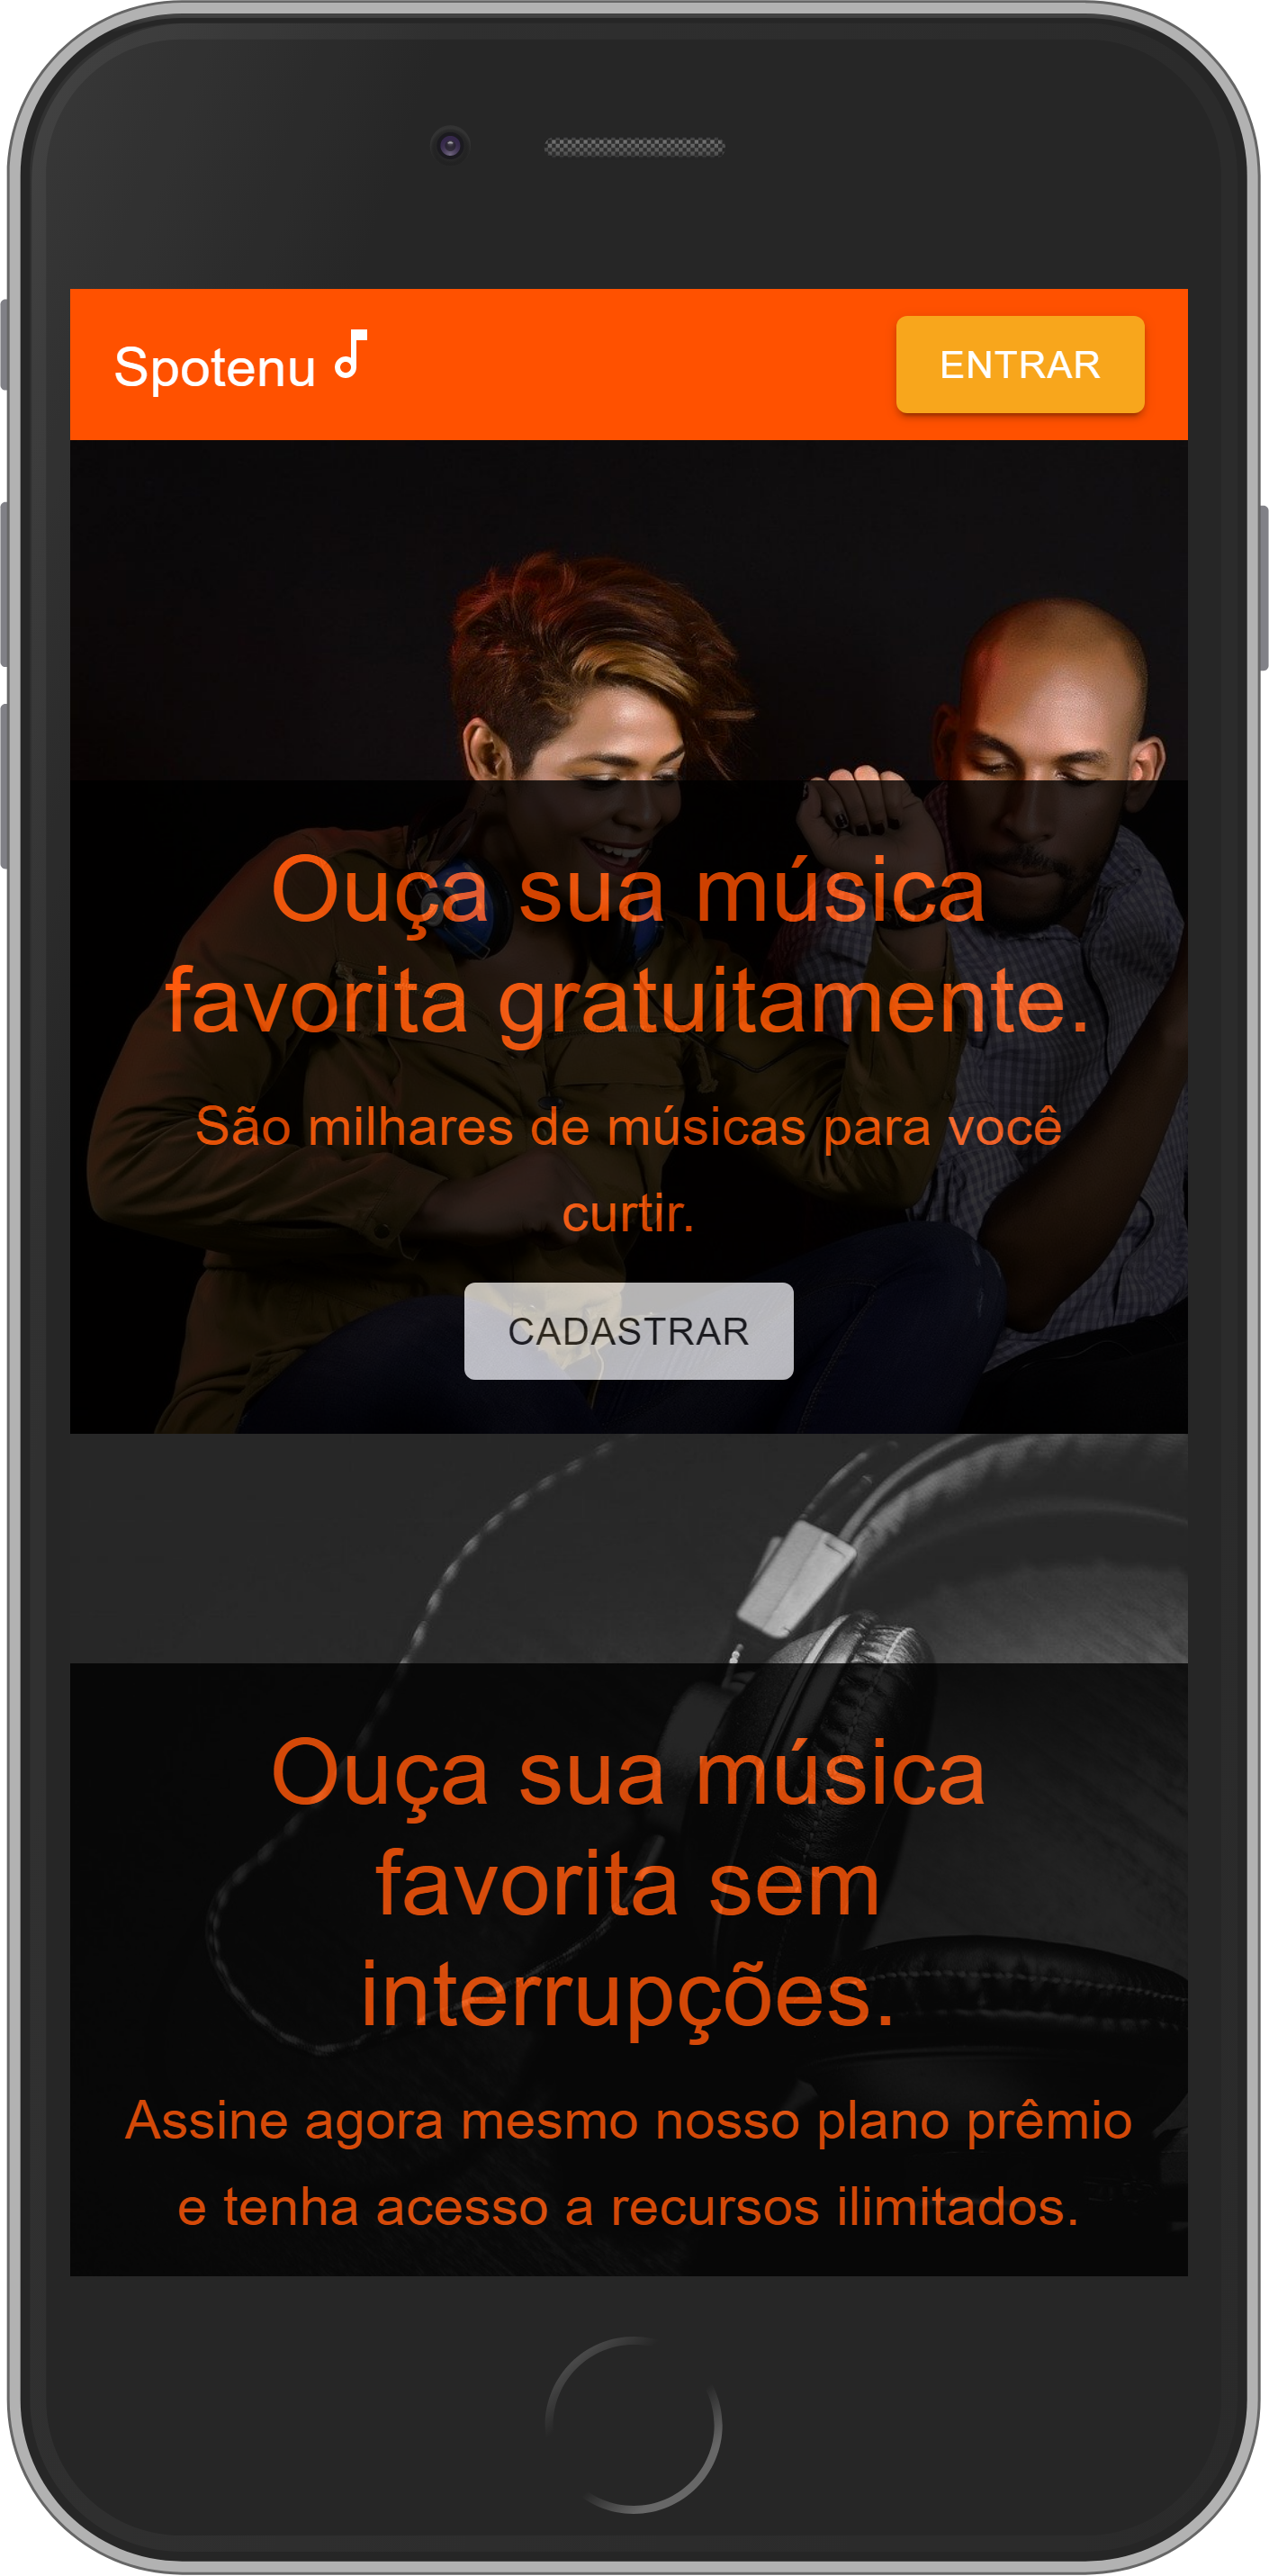 Spotenu
ENTRAR
Ouça sua música
favorita gratuitamente.
São milhares de músicas para você
curtir.
CADASTRAR
Ouça sua música
favorita sem
interrupções.
Assine agora mesmo nosso plano prêmio
e tenha acesso a recursos ilimitados.